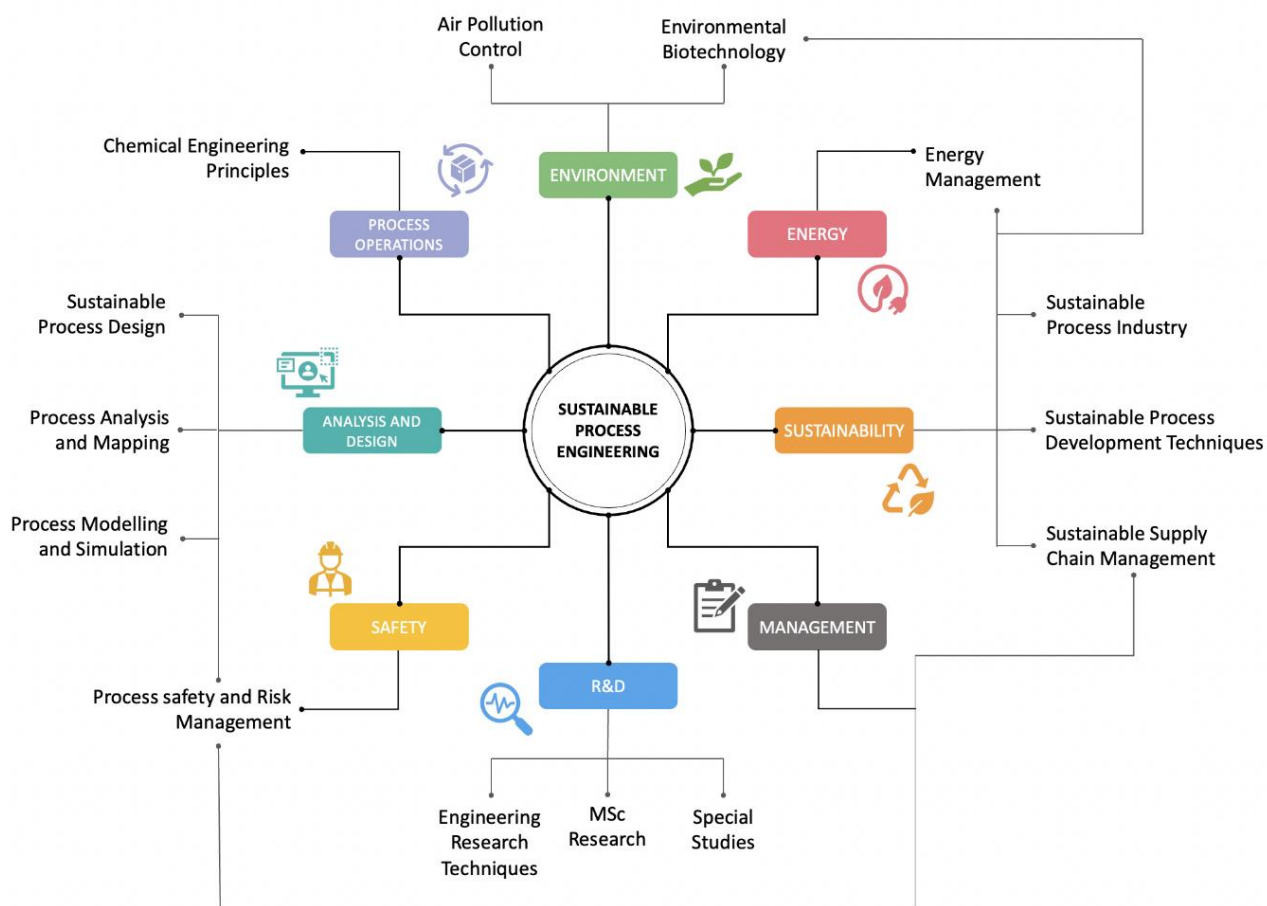 Air Pollution
Control
Environmental
Biotechnology
Chemical Engineering
Principles
ENVIRONMENT
Energy
Management
PROCESS
OPERATIONS
ENERGY
Sustainable
Process Design
Sustainable
Process Industry
Process Analysis
and Mapping
ANALYSIS AND
DESIGN
SUSTAINABLE
PROCESS
ENGINEERING
SUSTAINABILITY
Sustainable Process
Development Techniques
Process Modelling
and Simulation
Sustainable Supply
Chain Management
SAFETY
MANAGEMENT
R&D
Process safety and Risk
Management
Engineering
Research
Techniques
MSc
Research
Special
Studies